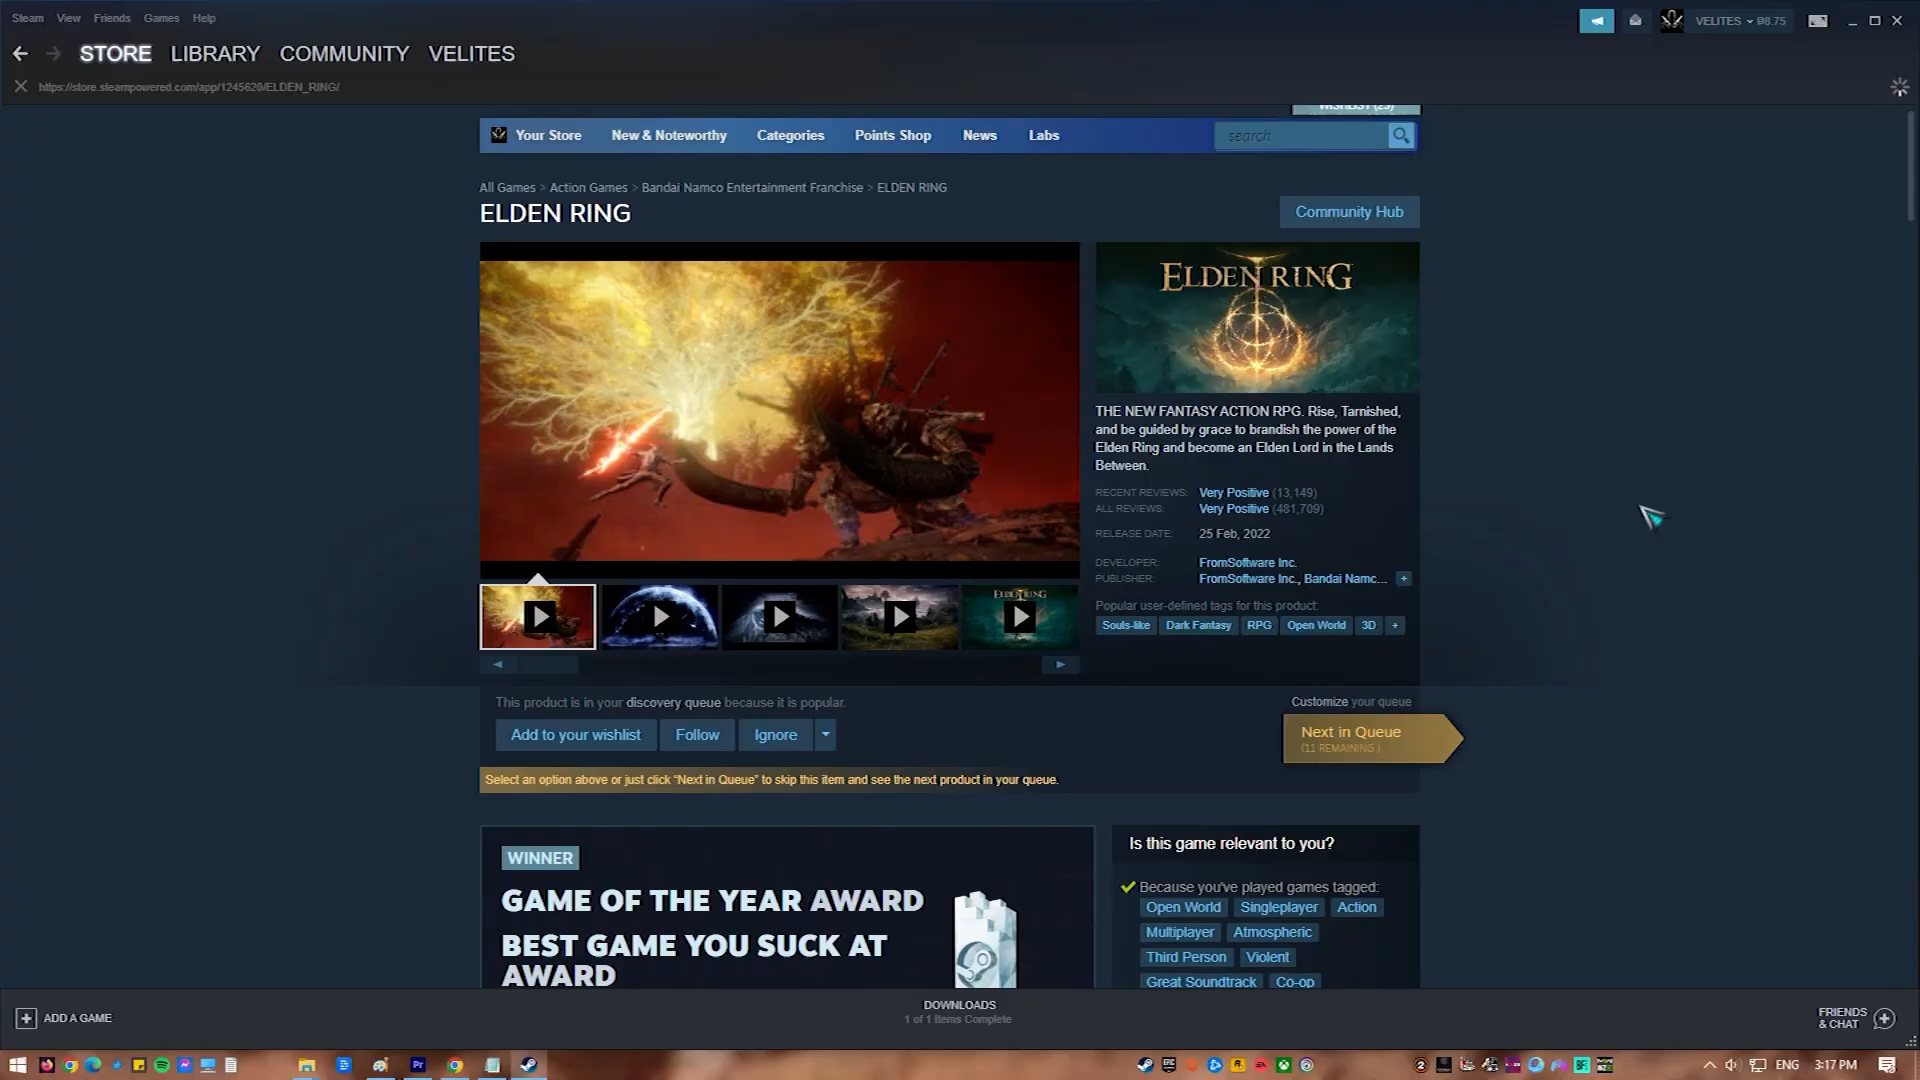 Steam View Friends Games Help
VELITES ₱8.75
STORE LIBRARY COMMUNITY VELITES
https://store.steampowered.com/app/1245620/ELDEN_RING/
WISHLIST (25)
Your Store New & Noteworthy Categories Points Shop News Labs search
All Games > Action Games > Bandai Namco Entertainment Franchise > ELDEN RING
ELDEN RING
Community Hub
ELDEN RING
THE NEW FANTASY ACTION RPG. Rise, Tarnished,
and be guided by grace to brandish the power of the
Elden Ring and become an Elden Lord in the Lands
Between.
RECENT REVIEWS: Very Positive (13,149)
ALL REVIEWS: Very Positive (481,709)
RELEASE DATE: 25 Feb, 2022
DEVELOPER: FromSoftware Inc.
PUBLISHER: FromSoftware Inc., Bandai Namc... +
Popular user-defined tags for this product:
Souls-like Dark Fantasy RPG Open World 3D +
ELDEN RING
This product is in your discovery queue because it is popular.
Customize your queue
Add to your wishlist Follow Ignore
Next in Queue
(11 REMAINING )
Select an option above or just click "Next in Queue" to skip this item and see the next product in your queue.
WINNER
GAME OF THE YEAR AWARD
BEST GAME YOU SUCK AT
AWARD
Is this game relevant to you?
Because you've played games tagged:
Open World Singleplayer Action
Multiplayer Atmospheric
Third Person Violent
Great Soundtrack Co-op
+ ADD A GAME
DOWNLOADS
1 of 1 Items Complete
FRIENDS
& CHAT
Pr
ENG 3:17 PM